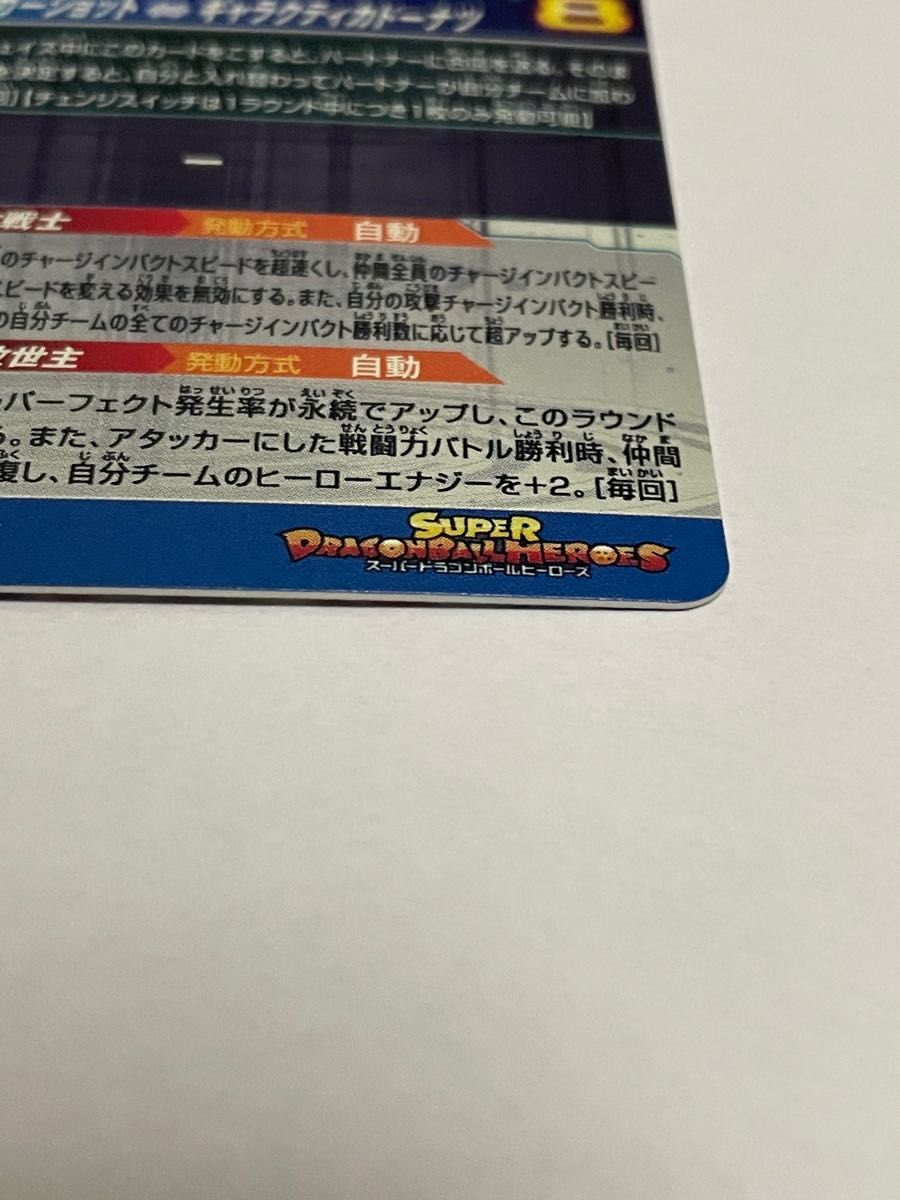 ーショット ⇔ ギャラクティカドーナツ
ェイズ中にこのカードをこすると、パートナーに合図を送る。そのま
決定すると、自分と入れ替わってパートナーが自分チームに加わ
[チェンジスイッチは1ラウンド中につき1枚のみ発動可能]
ー
戦士 発動方式 自動
のチャージインパクトスピードを超速くし、仲間全員のチャージインパクトスピー
スピードを変える効果を無効にする。また、自分の攻撃チャージインパクト勝利時、
の自分チームの全てのチャージインパクト勝利数に応じて超アップする。[毎回]
世主 発動方式 自動
パーフェクト発生率が永続でアップし、このラウンド
る。また、アタッカーにした戦闘力バトル勝利時、仲間
復し、自分チームのヒーローエナジーを+2。[毎回]
SUPER
DRAGONBALL HEROES
スーパードラゴンボールヒーローズ